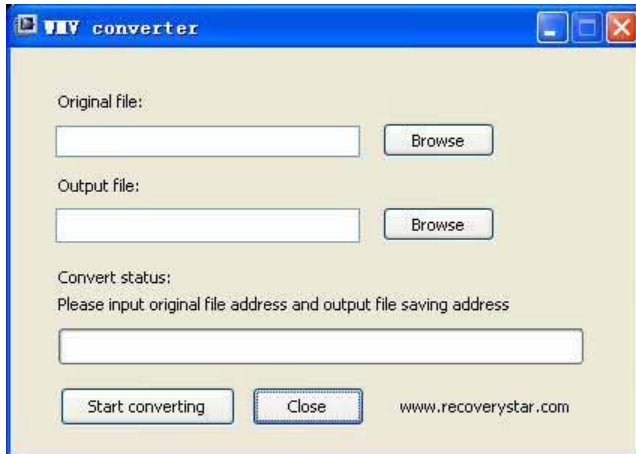 WMV converter
Original file:
Browse
Output file:
Browse
Convert status:
Please input original file address and output file saving address
Start converting
Close
www.recoverystar.com